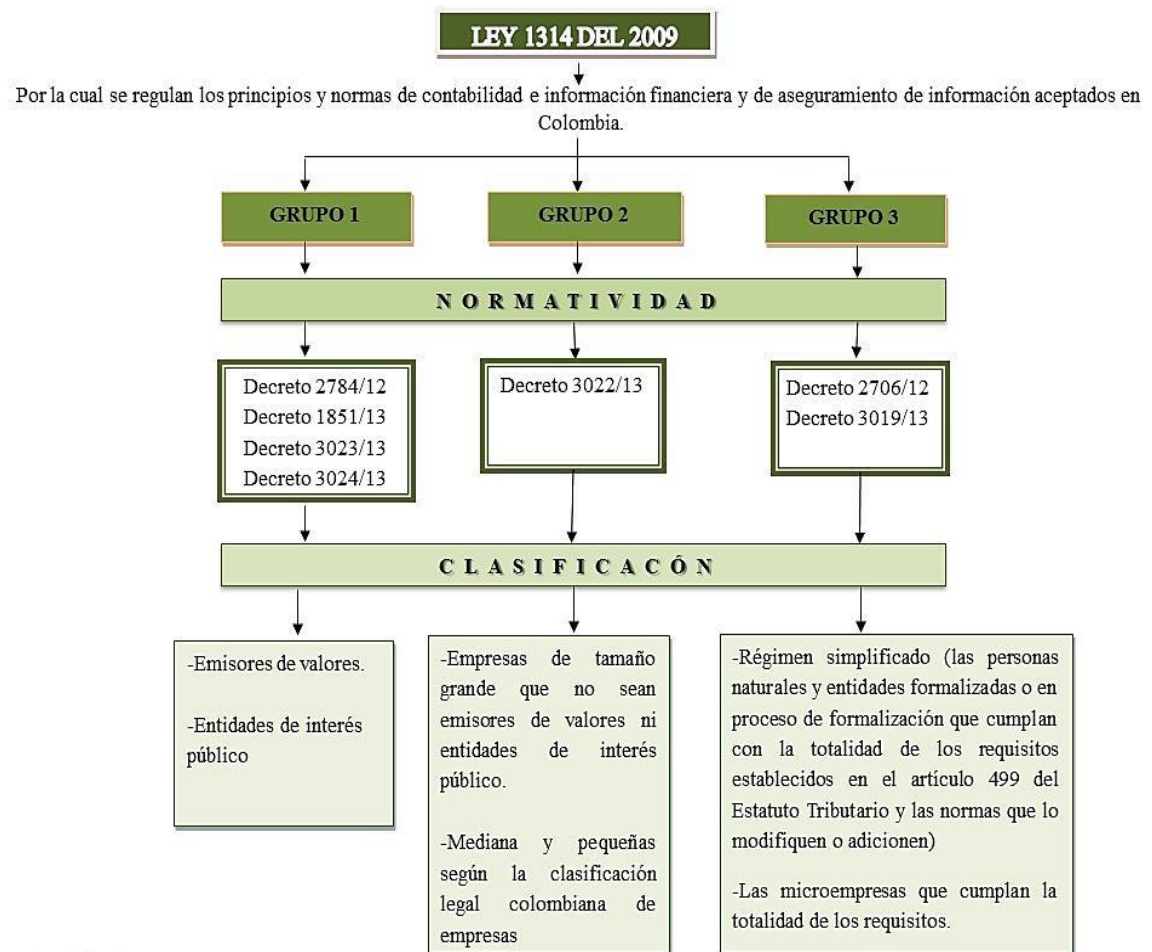 LEY 1314 DEL 2009
Por la cual se regulan los principios y normas de contabilidad e información financiera y de aseguramiento de información aceptados en
Colombia.
GRUPO 1
GRUPO 2
GRUPO 3
NORMATIVIDAD
Decreto 2784/12
Decreto 1851/13
Decreto 3023/13
Decreto 3024/13
Decreto 3022/13
Decreto 2706/12
Decreto 3019/13
CLASIFICACÓN
-Emisores de valores.
-Entidades de interés
público
-Empresas de tamaño
grande que no sean
emisores de valores ni
entidades de interés
público.
-Mediana y pequeñas
según la clasificación
legal colombiana de
empresas
-Régimen simplificado (las personas
naturales y entidades formalizadas o en
proceso de formalización que cumplan
con la totalidad de los requisitos
establecidos en el artículo 499 del
Estatuto Tributario y las normas que lo
modifiquen o adicionen)
-Las microempresas que cumplan la
totalidad de los requisitos.